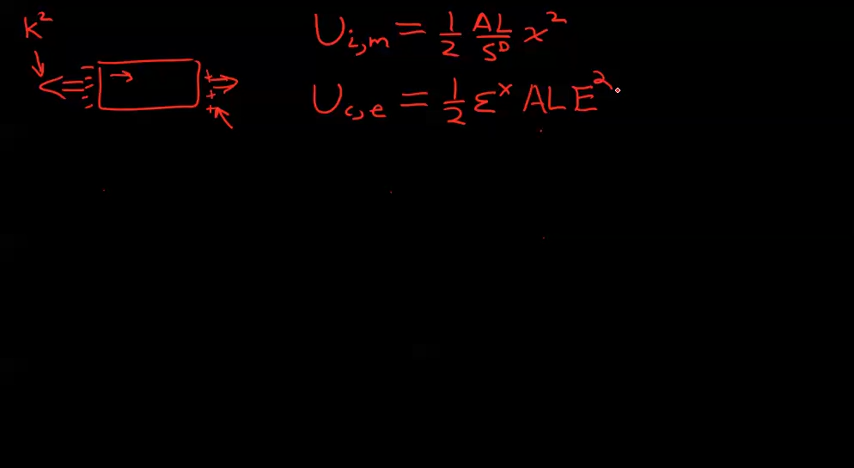 K²
U_{i,m} = 1/2 AL/S^D x²
- - - - + + +
U_{c,e} = 1/2 ε^x ALE²